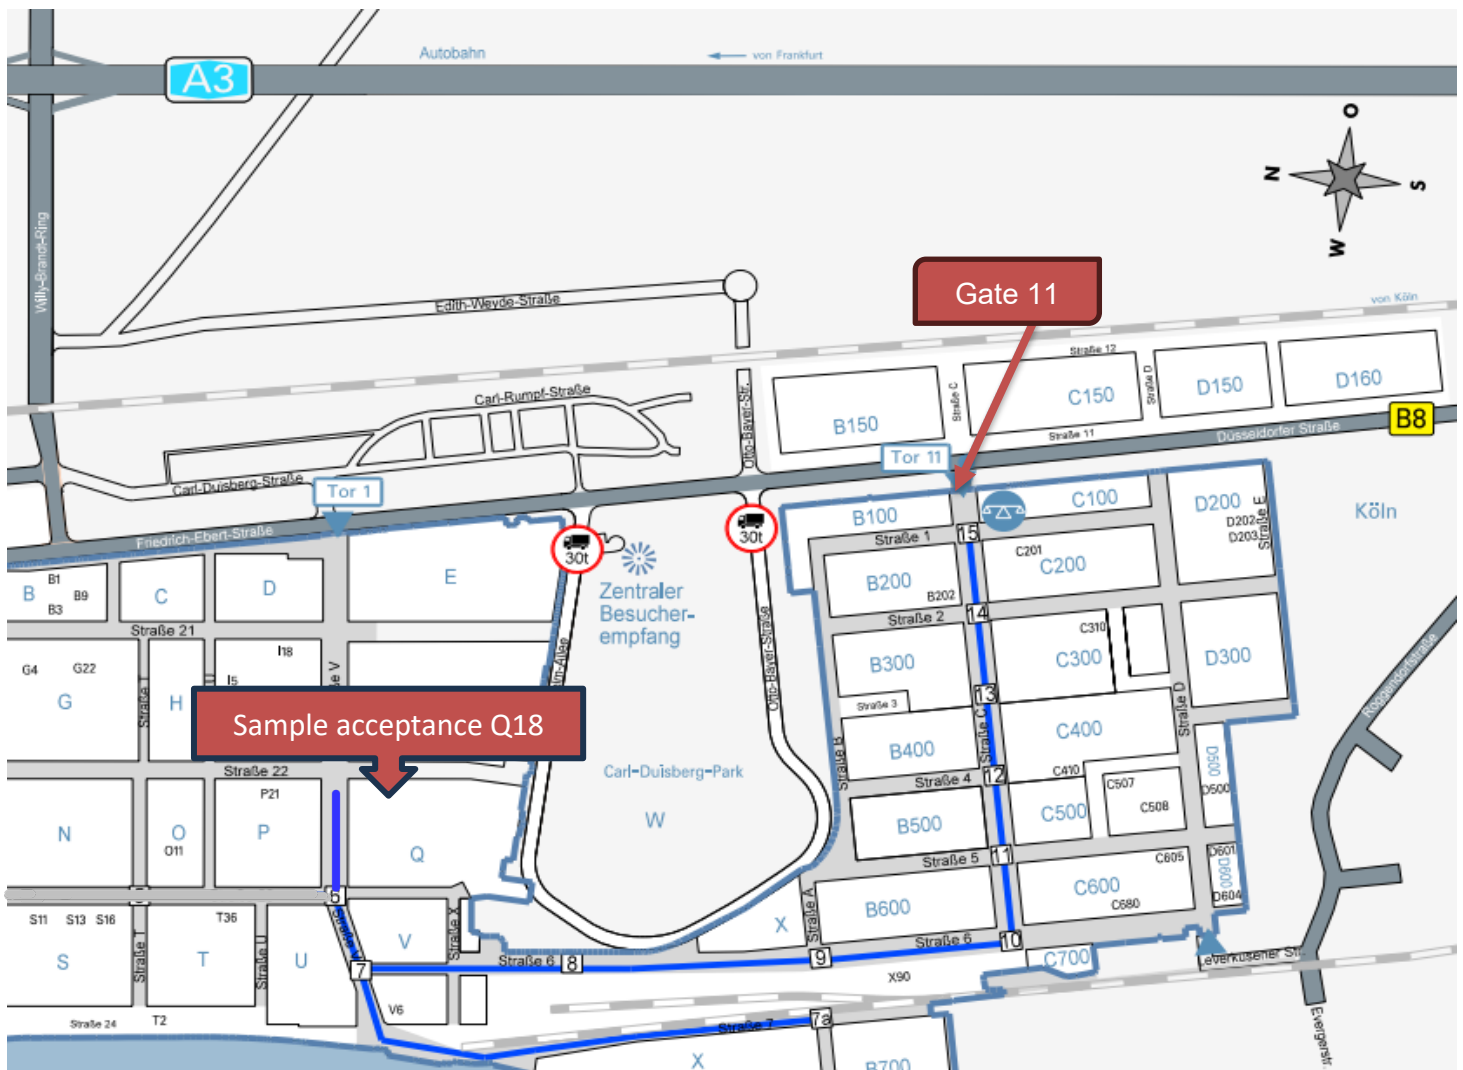 Autobahn
von Frankfurt
A3
O
N
S
W
Willy-Brandt-Ring
Edith-Weyde-Straße
Gate 11
von Köln
Straße 12
Carl-Rumpf-Straße
Otto-Bayer-Str.
Straße C
Straße D
B150
C150
D150
D160
Straße 11
Düsseldorfer Straße
B8
Tor 11
Carl-Duisberg-Straße
Tor 1
Friedrich-Ebert-Straße
30t
30t
B100
C100
D200
D202
D203
Straße E
Köln
Straße 1
15
B
B1
B3
B9
C
D
E
Zentraler
Besucher-
empfang
B200
B202
C201
C200
Straße 21
Straße 2
14
G4
G22
G
H
I18
I5
B300
C310
C300
D300
Otto-Bayer-Straße
Roggendorfstraße
Sample acceptance Q18
Straße 3
13
Straße C
Straße D
Straße B
B400
C400
Straße 22
Carl-Duisberg-Park
W
Straße 4
12
C410
D500
D500
N
O
O11
P21
P
Q
B500
C500
C507
C508
Straße 5
11
C605
D601
D600
D604
6
S11
S13
S16
S
Straße T
T36
T
Straße U
U
V
Straße X
X
Straße A
B600
C600
C680
Straße 6
10
7
Straße 6
8
9
C700
Leverkusener Str.
X90
V6
Straße 24
T2
Straße 7
7a
X
B700
Evergerstr.